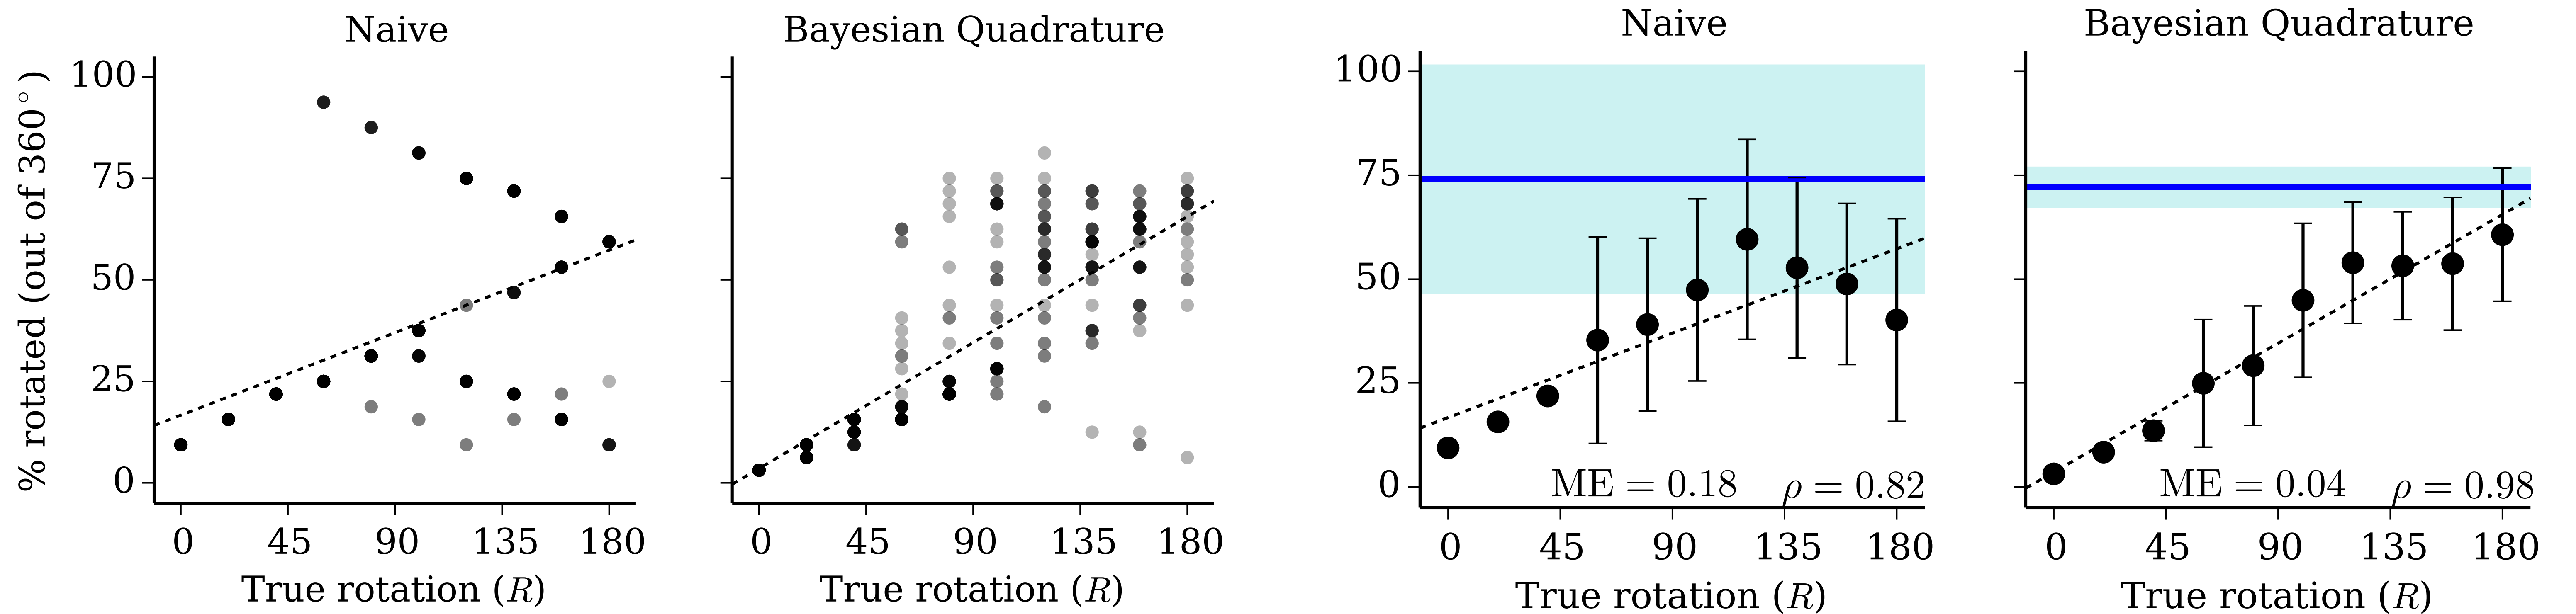 Naive
Bayesian Quadrature
Naive
Bayesian Quadrature
% rotated (out of 360°)
100
75
50
25
0
0 45 90 135 180
True rotation (R)
0 45 90 135 180
True rotation (R)
100
75
50
25
0
ME = 0.18 ρ = 0.82
0 45 90 135 180
True rotation (R)
ME = 0.04 ρ = 0.98
0 45 90 135 180
True rotation (R)